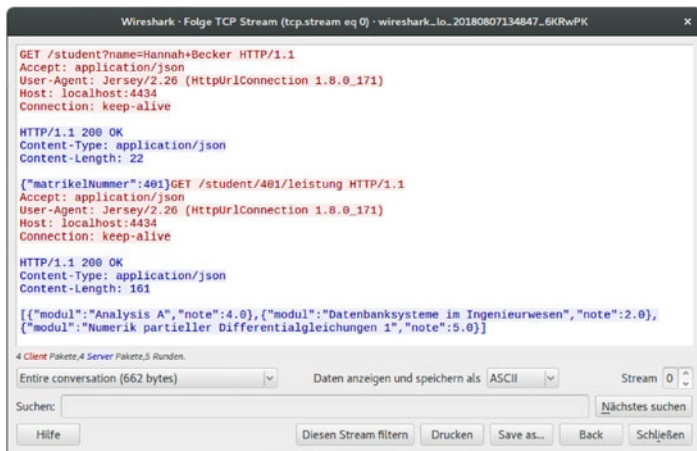 Wireshark · Folge TCP Stream (tcp.stream eq 0) · wireshark_lo_20180807134847_6KRwPK
GET /student?name=Hannah+Becker HTTP/1.1
Accept: application/json
User-Agent: Jersey/2.26 (HttpUrlConnection 1.8.0_171)
Host: localhost:4434
Connection: keep-alive
HTTP/1.1 200 OK
Content-Type: application/json
Content-Length: 22
{"matrikelNummer":401}GET /student/401/leistung HTTP/1.1
Accept: application/json
User-Agent: Jersey/2.26 (HttpUrlConnection 1.8.0_171)
Host: localhost:4434
Connection: keep-alive
HTTP/1.1 200 OK
Content-Type: application/json
Content-Length: 161
[{"modul":"Analysis A","note":4.0},{"modul":"Datenbanksysteme im Ingenieurwesen","note":2.0},
{"modul":"Numerik partieller Differentialgleichungen 1","note":5.0}]
4 Client Pakete,4 Server Pakete,5 Runden.
Entire conversation (662 bytes) Daten anzeigen und speichern als ASCII Stream 0
Suchen: Nächstes suchen
Hilfe Diesen Stream filtern Drucken Save as... Back Schließen